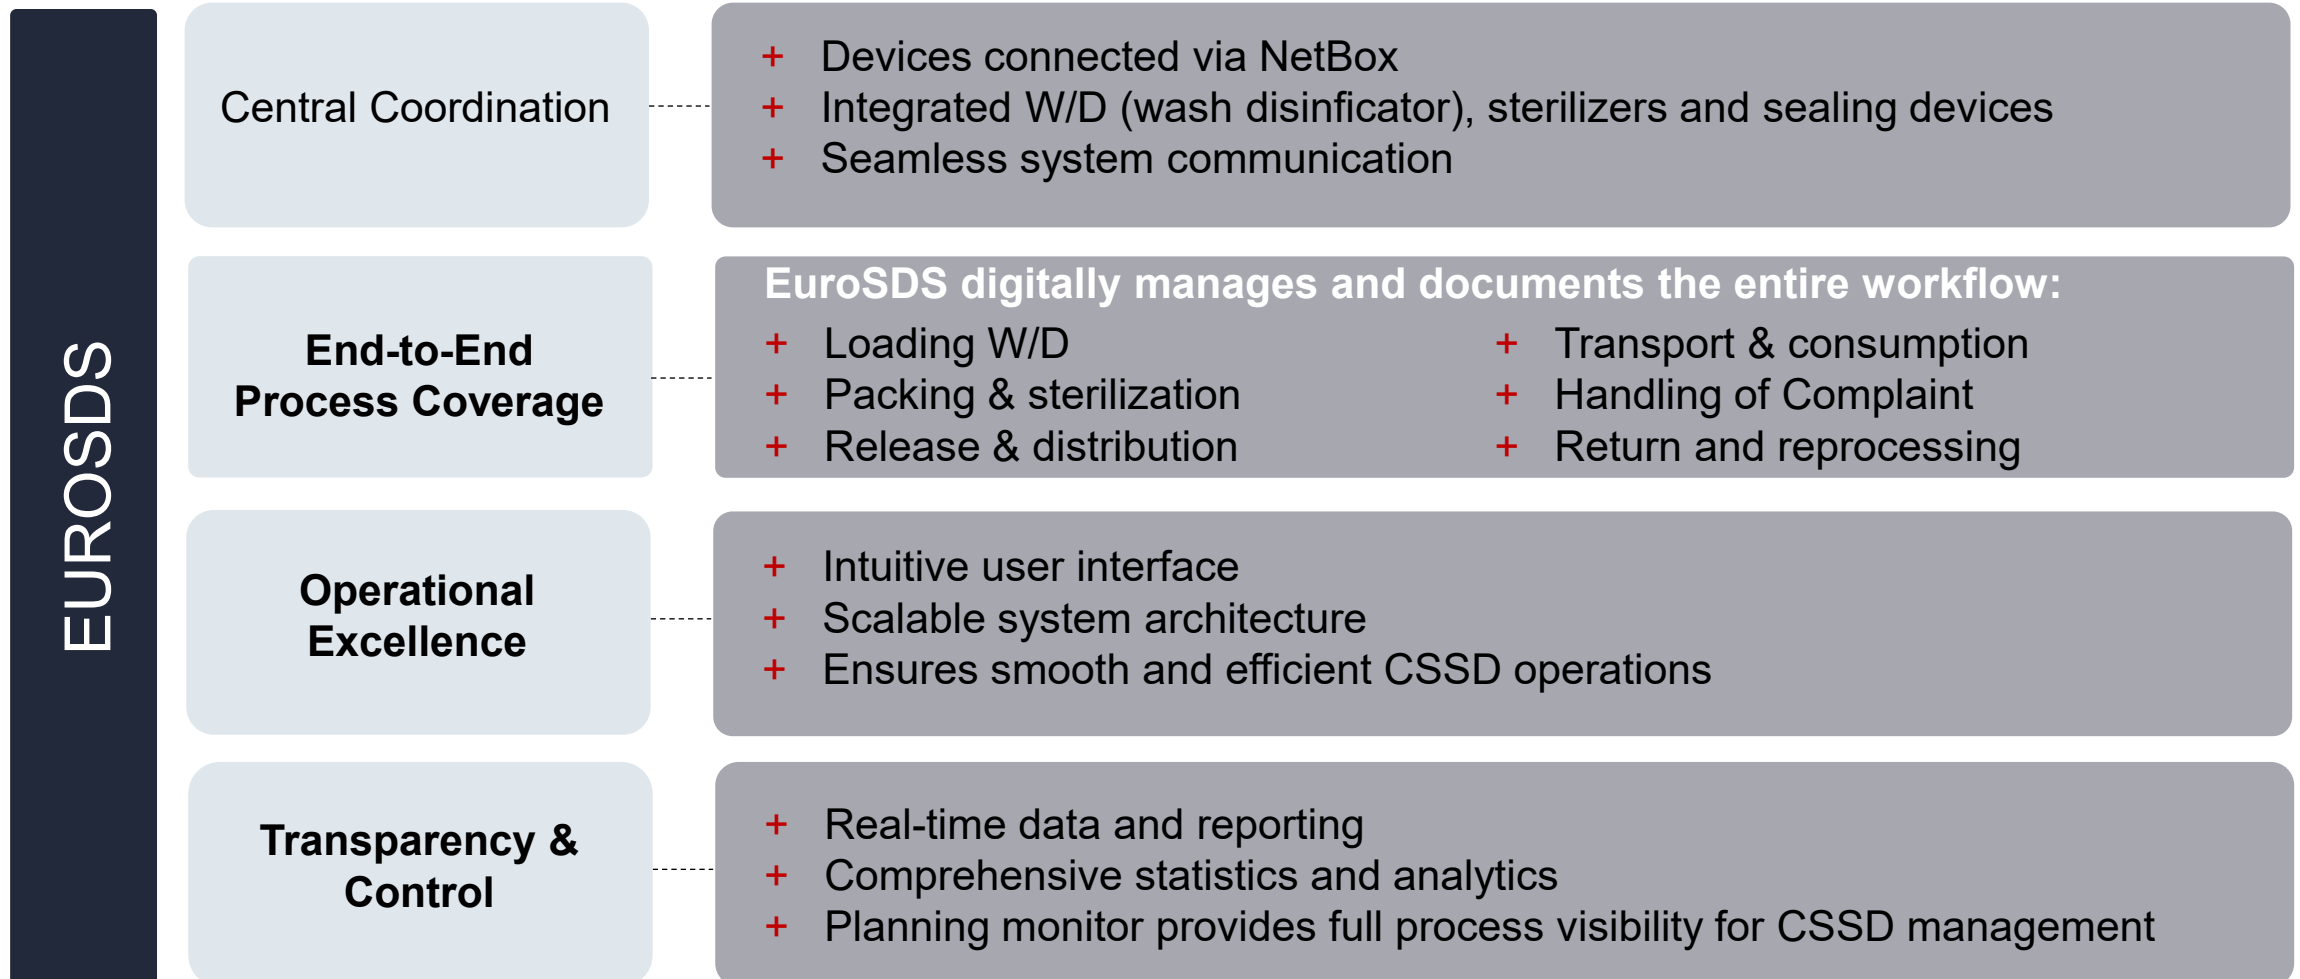 EUROSDS
Central Coordination
+ Devices connected via NetBox
+ Integrated W/D (wash disinficator), sterilizers and sealing devices
+ Seamless system communication
End-to-End
Process Coverage
EuroSDS digitally manages and documents the entire workflow:
+ Loading W/D
+ Packing & sterilization
+ Release & distribution
+ Transport & consumption
+ Handling of Complaint
+ Return and reprocessing
Operational
Excellence
+ Intuitive user interface
+ Scalable system architecture
+ Ensures smooth and efficient CSSD operations
Transparency &
Control
+ Real-time data and reporting
+ Comprehensive statistics and analytics
+ Planning monitor provides full process visibility for CSSD management